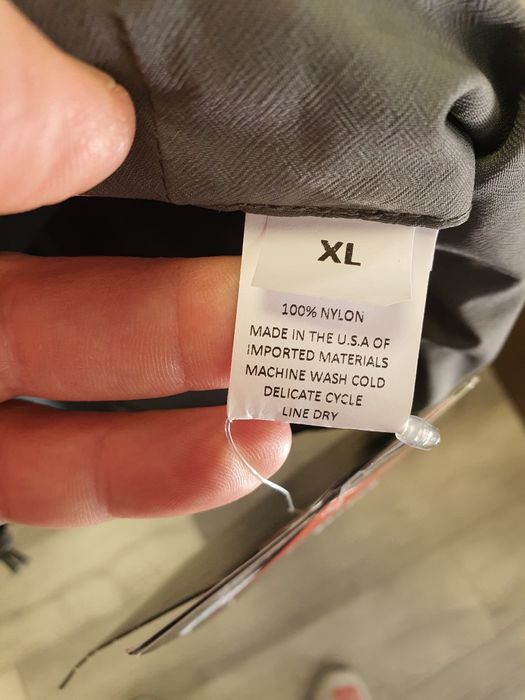 XL
100% NYLON
MADE IN THE U.S.A OF
IMPORTED MATERIALS
MACHINE WASH COLD
DELICATE CYCLE
LINE DRY